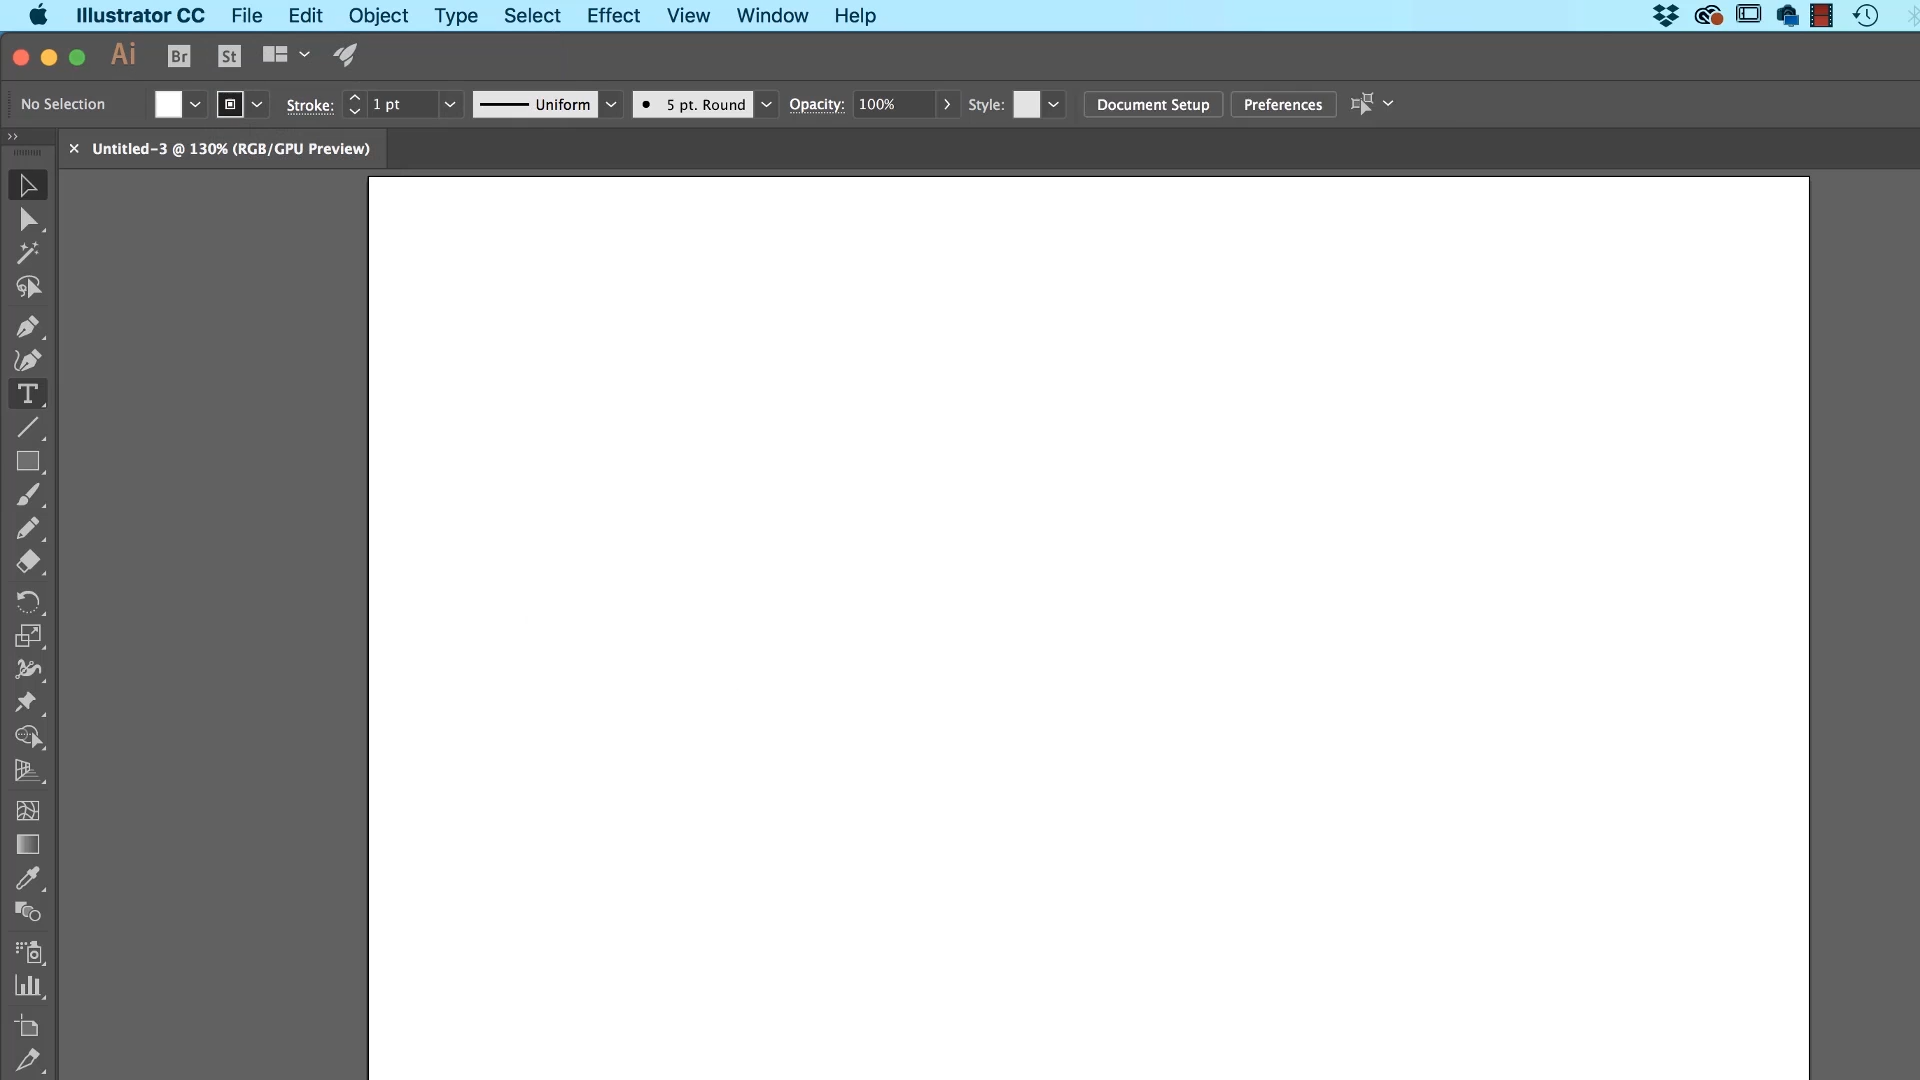 Illustrator CC File Edit Object Type Select Effect View Window Help
Ai Br St
No Selection Stroke: 1 pt Uniform 5 pt. Round Opacity: 100% Style: Document Setup Preferences
Untitled-3 @ 130% (RGB/GPU Preview)